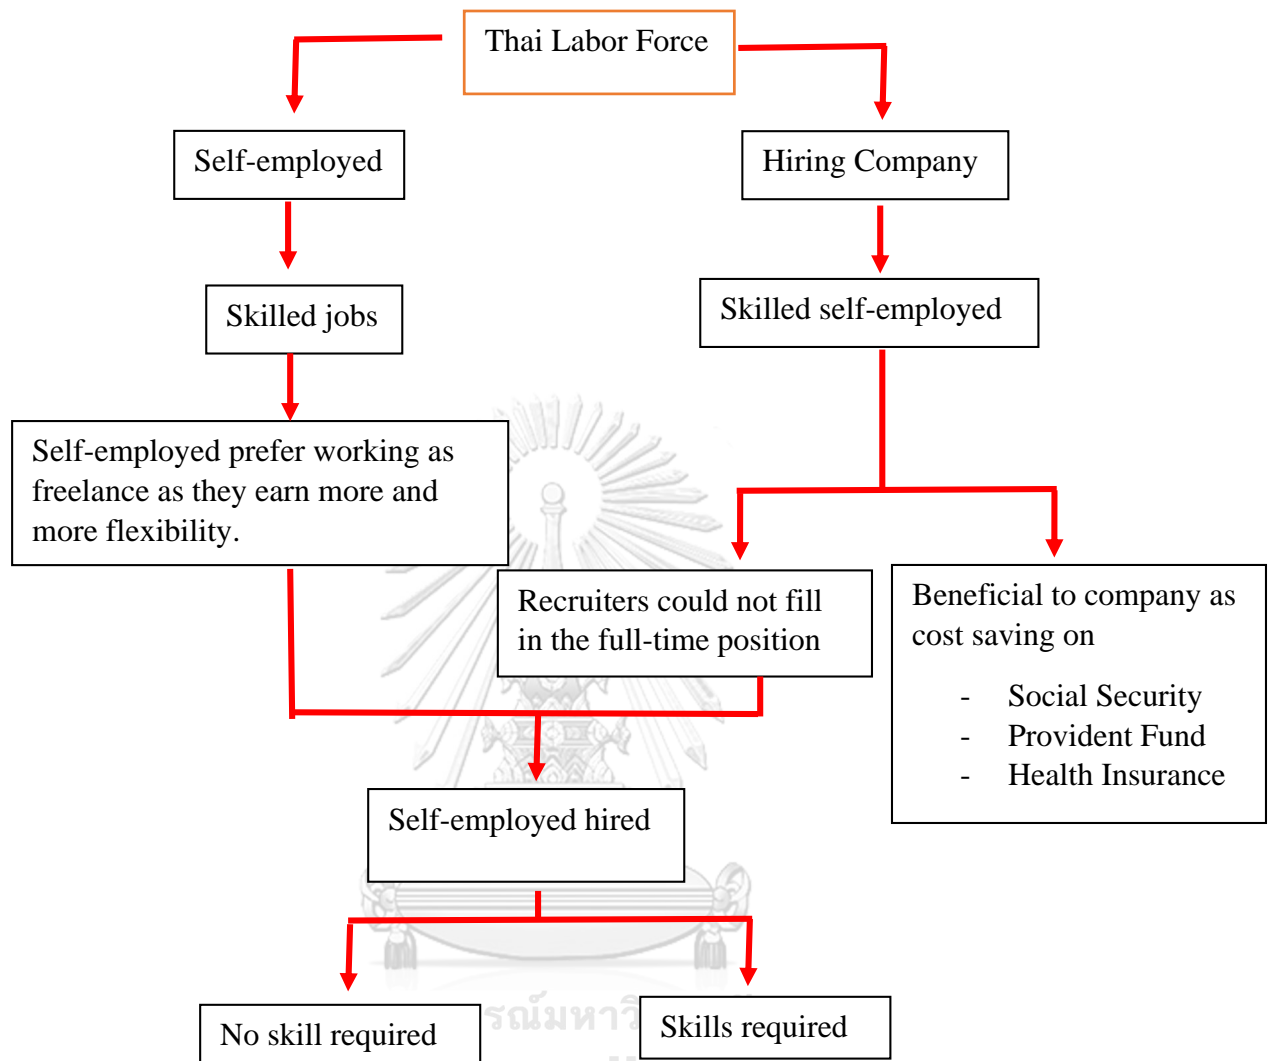 Thai Labor Force
Self-employed
Hiring Company
Skilled jobs
Skilled self-employed
Self-employed prefer working as
freelance as they earn more and
more flexibility.
Recruiters could not fill
in the full-time position
Beneficial to company as
cost saving on
- Social Security
- Provident Fund
- Health Insurance
Self-employed hired
No skill required
Skills required